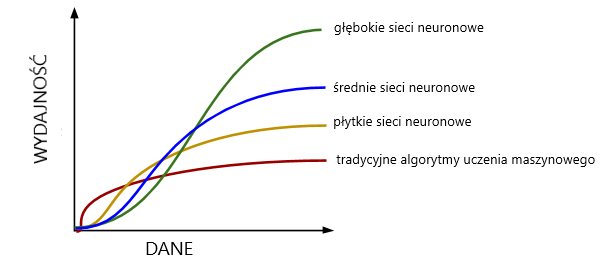 głębokie sieci neuronowe
średnie sieci neuronowe
płytkie sieci neuronowe
tradycyjne algorytmy uczenia maszynowego
WYDAJNOŚĆ
DANE